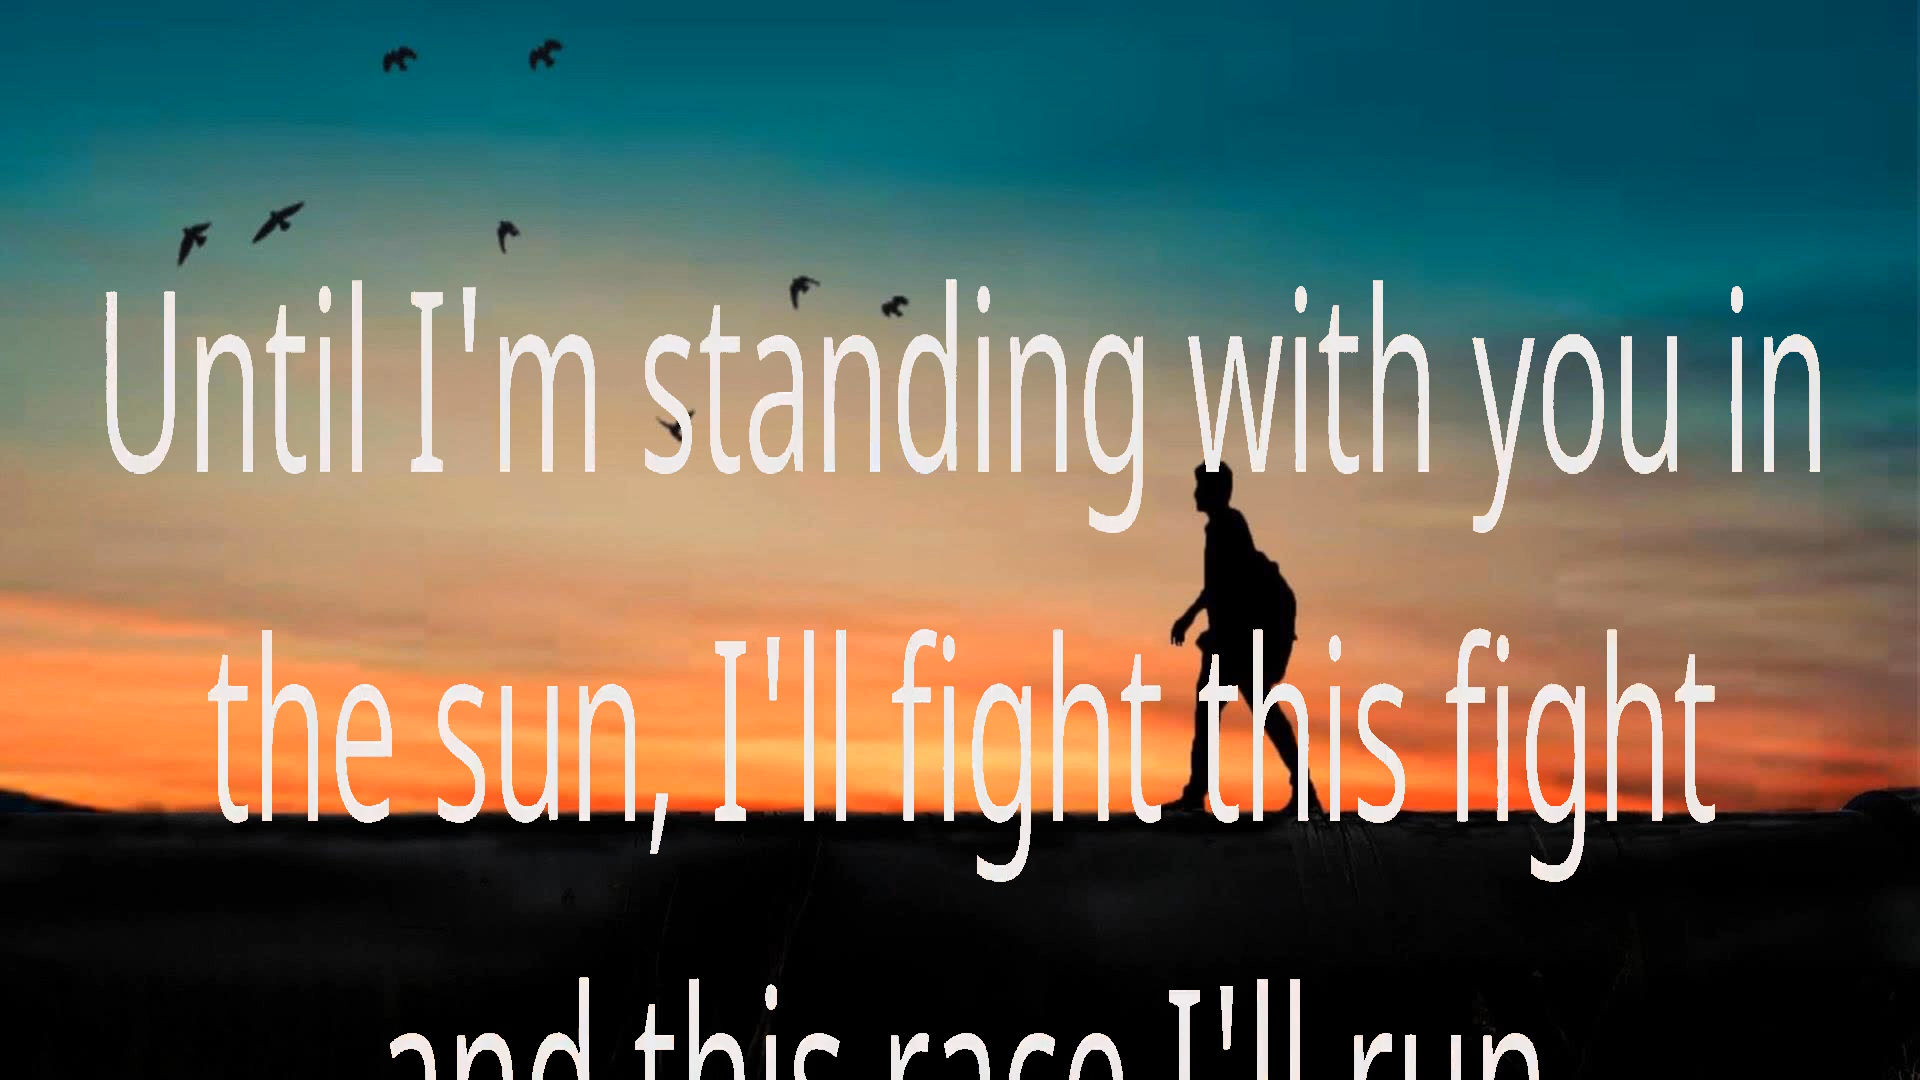 Until I'm standing with you in
the sun, I'll fight this fight
and this race I'll run